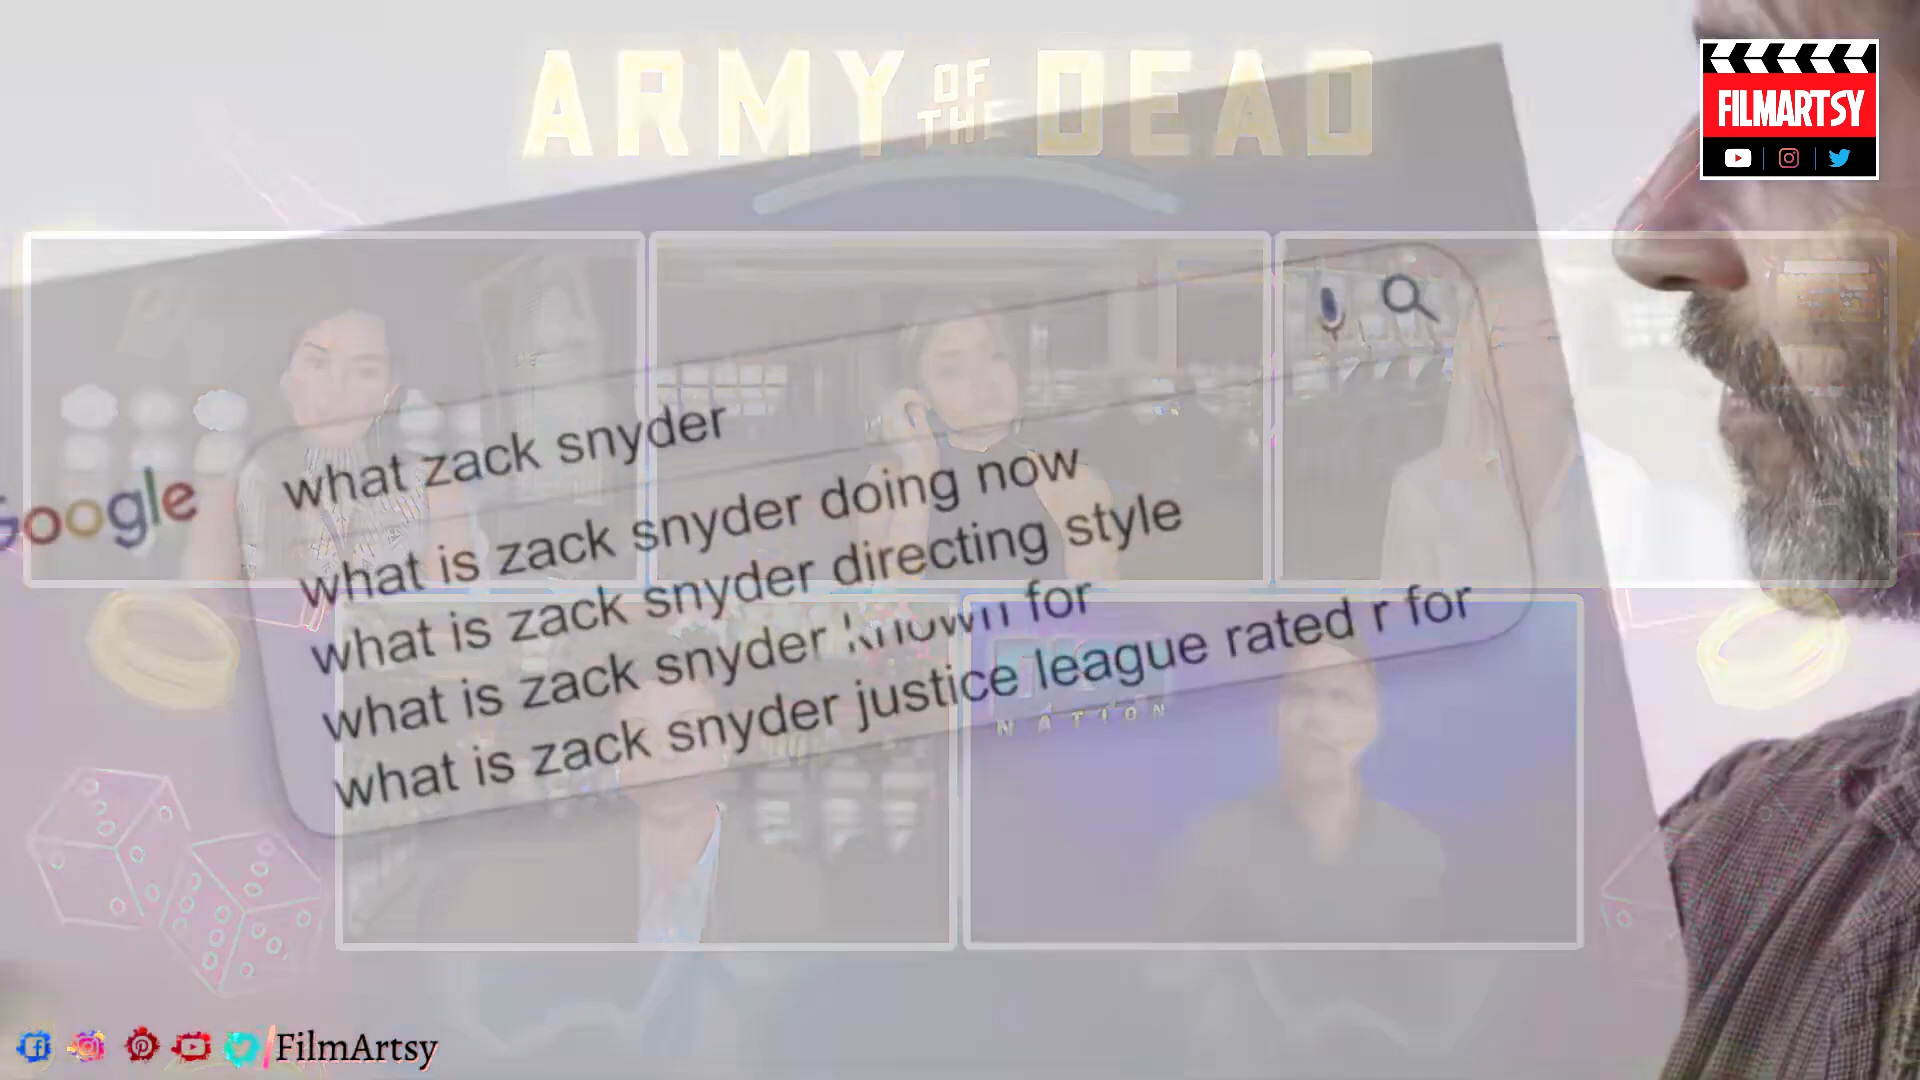 ARMY OF THE DEAD
FILMARTSY
Google
what zack snyder
what is zack snyder doing now
what is zack snyder directing style
what is zack snyder known for
what is zack snyder justice league rated r for
NATION
FilmArtsy